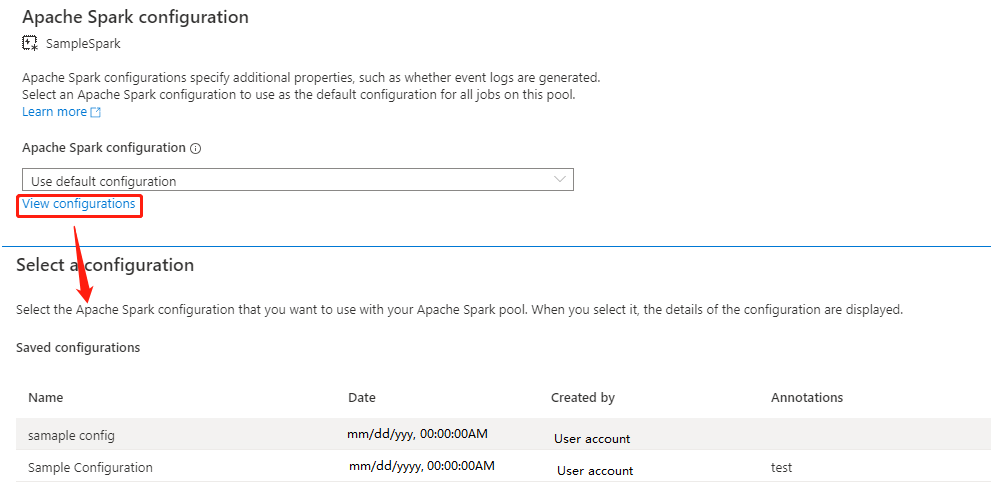 Apache Spark configuration
SampleSpark
Apache Spark configurations specify additional properties, such as whether event logs are generated.
Select an Apache Spark configuration to use as the default configuration for all jobs on this pool.
Learn more
Apache Spark configuration
Use default configuration
View configurations
Select a configuration
Select the Apache Spark configuration that you want to use with your Apache Spark pool. When you select it, the details of the configuration are displayed.
Saved configurations
Name Date Created by Annotations
samaple config mm/dd/yyy, 00:00:00AM User account
Sample Configuration mm/dd/yyyy, 00:00:00AM User account test